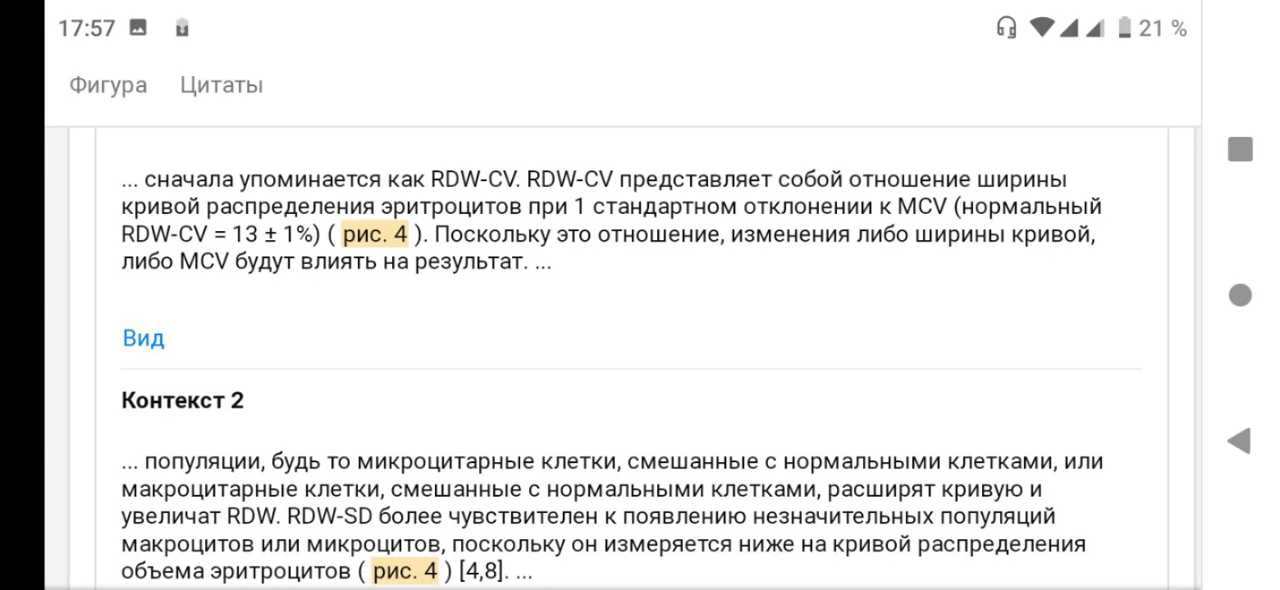 17:57 21 %
Фигура Цитаты
... сначала упоминается как RDW-CV. RDW-CV представляет собой отношение ширины
кривой распределения эритроцитов при 1 стандартном отклонении к MCV (нормальный
RDW-CV = 13 ± 1%) ( рис. 4 ). Поскольку это отношение, изменения либо ширины кривой,
либо MCV будут влиять на результат. ...
Вид
Контекст 2
... популяции, будь то микроцитарные клетки, смешанные с нормальными клетками, или
макроцитарные клетки, смешанные с нормальными клетками, расширят кривую и
увеличат RDW. RDW-SD более чувствителен к появлению незначительных популяций
макроцитов или микроцитов, поскольку он измеряется ниже на кривой распределения
объема эритроцитов ( рис. 4 ) [4,8]. ...